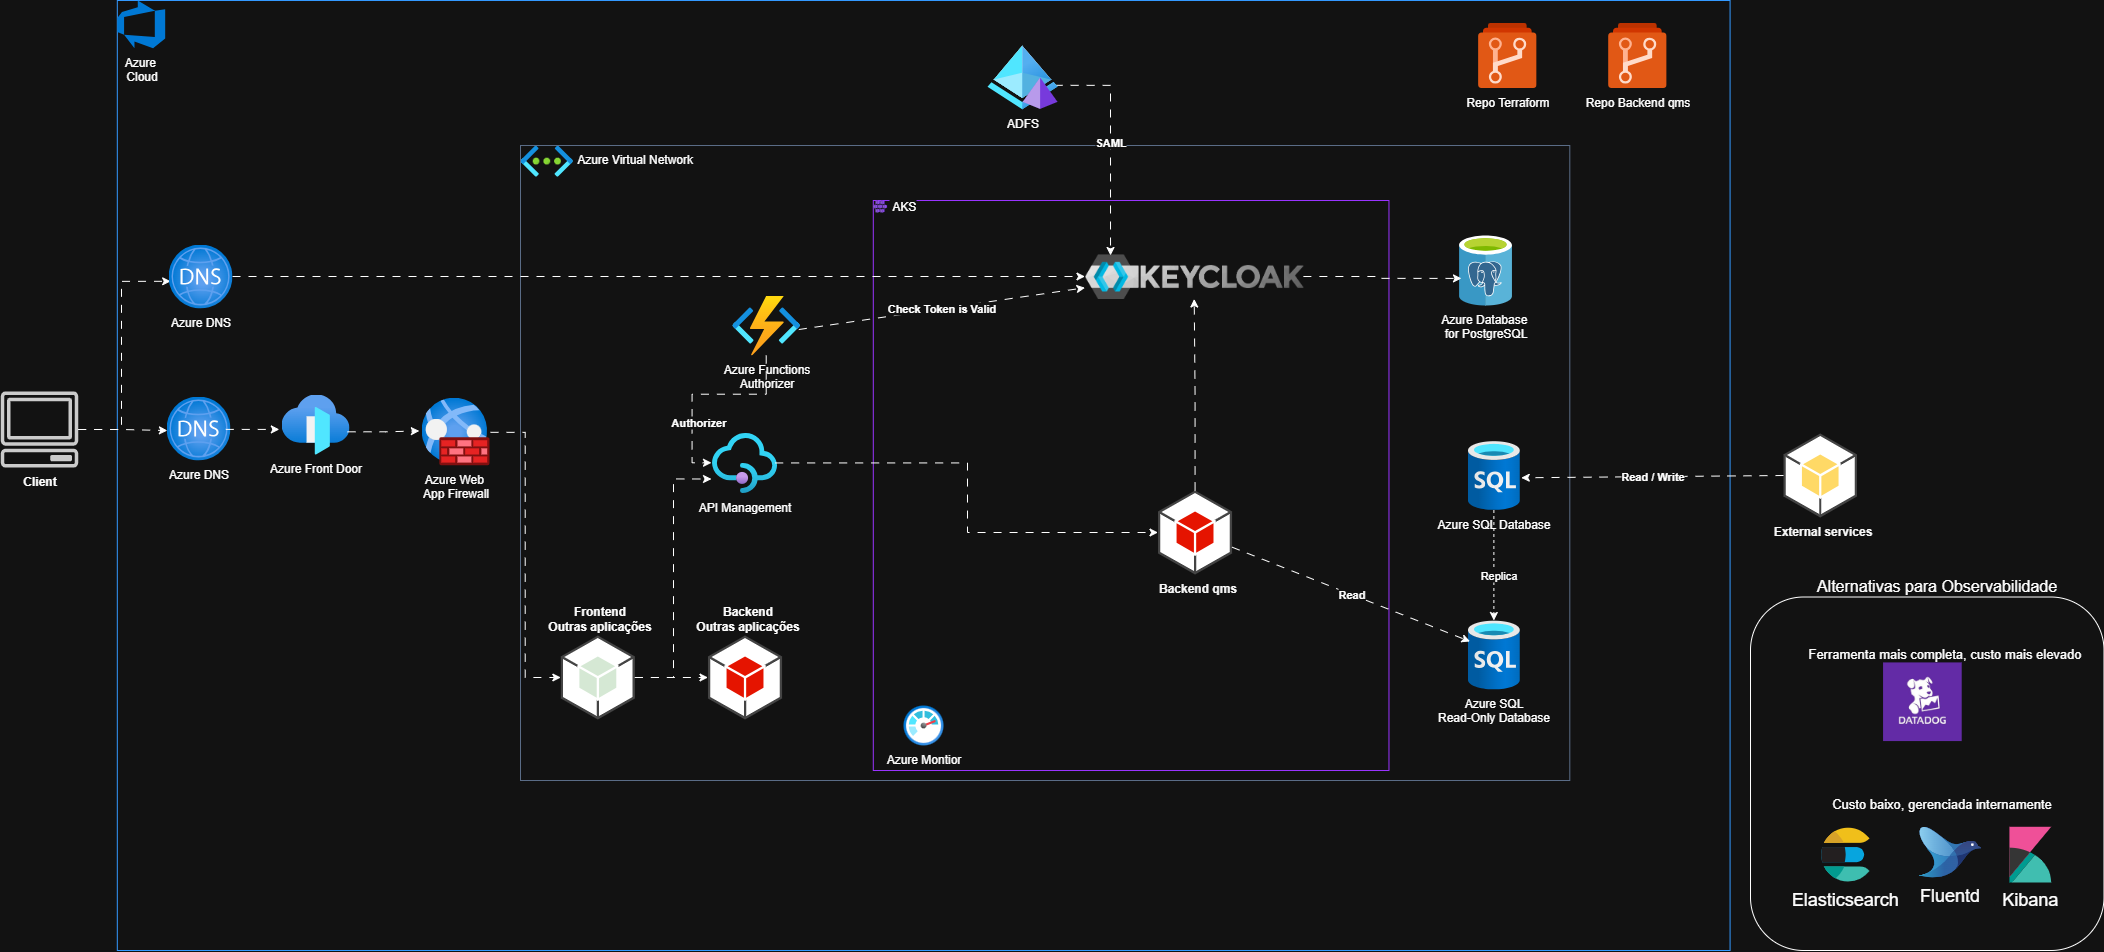 Azure
Cloud
ADFS
Repo Terraform
Repo Backend qms
SAML
Azure Virtual Network
AKS
DNS
Azure DNS
KEYCLOAK
Check Token is Valid
Azure Database
for PostgreSQL
Azure Functions
Authorizer
Client
DNS
Azure DNS
Azure Front Door
Azure Web
App Firewall
Authorizer
API Management
SQL
Azure SQL Database
Read / Write
External services
Replica
Backend qms
Read
Frontend
Outras aplicações
Backend
Outras aplicações
SQL
Azure SQL
Read-Only Database
Azure Montior
Alternativas para Observabilidade
Ferramenta mais completa, custo mais elevado
DATADOG
Custo baixo, gerenciada internamente
Elasticsearch
Fluentd
Kibana